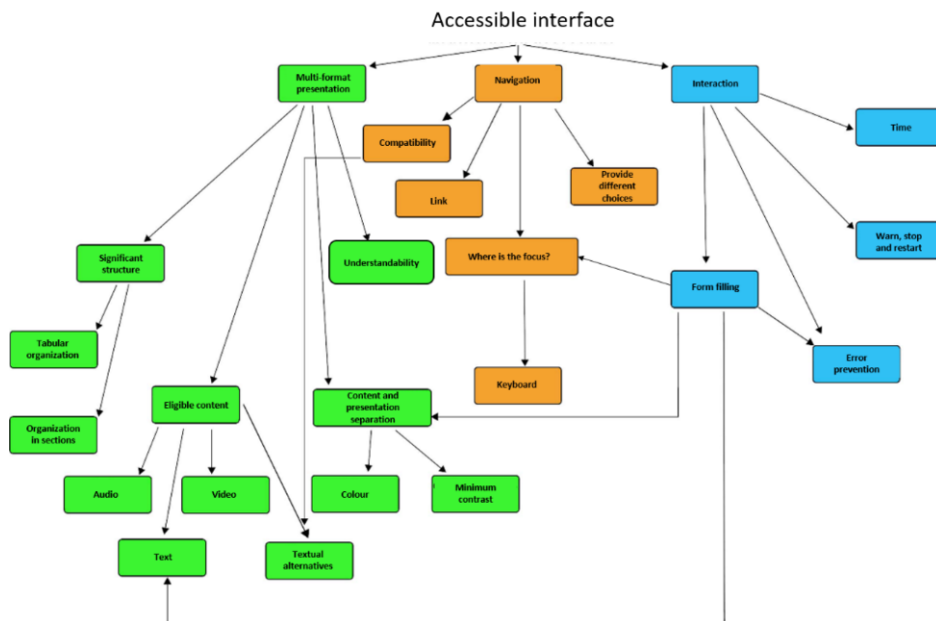 Accessible interface
Multi-format
presentation
Navigation
Interaction
Time
Compatibility
Link
Provide
different
choices
Warn, stop
and restart
Significant
structure
Understandability
Where is the focus?
Form filling
Tabular
organization
Error
prevention
Keyboard
Eligible content
Content and
presentation
separation
Organization
in sections
Audio
Video
Colour
Minimum
contrast
Text
Textual
alternatives